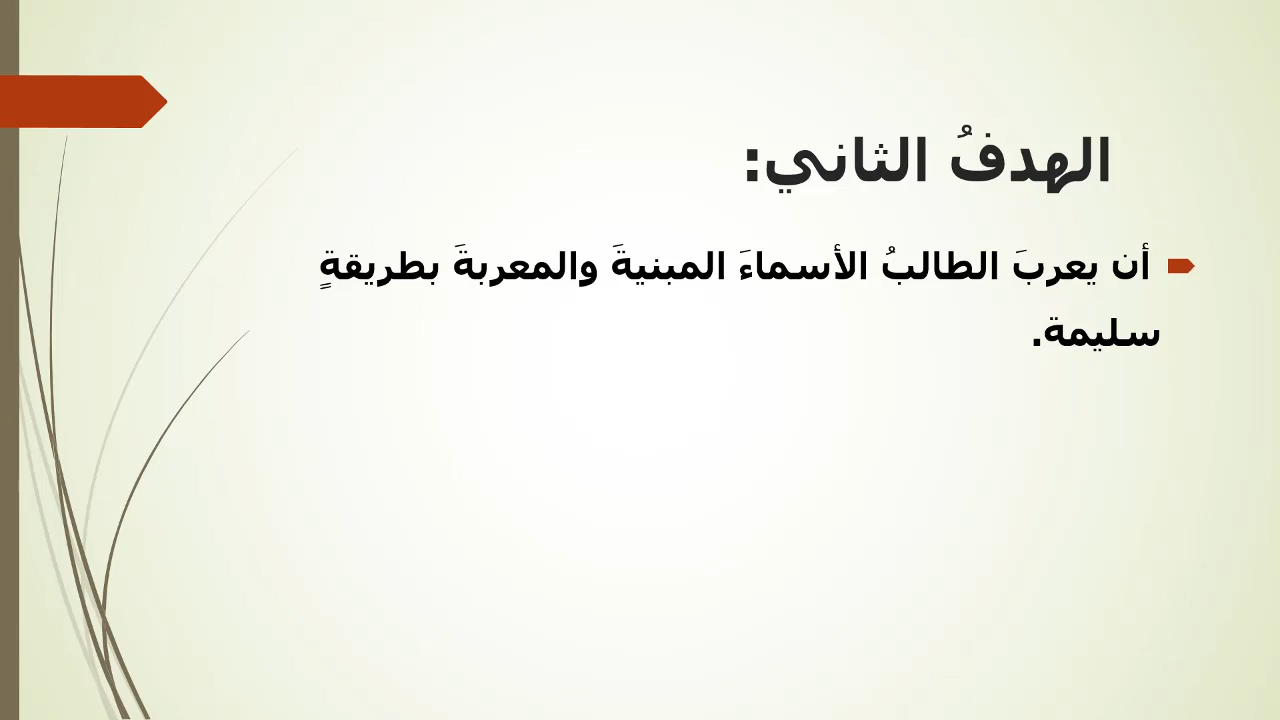 الهدفُ الثاني:
أن يعربَ الطالبُ الأسماءَ المبنيةَ والمعربةَ بطريقةٍ
سليمة.